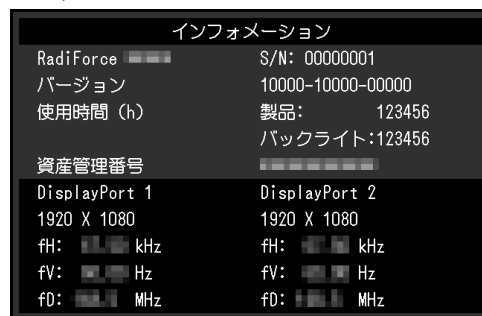 インフォメーション
RadiForce S/N: 00000001
バージョン 10000-10000-00000
使用時間 (h) 製品: 123456
バックライト:123456
資産管理番号
DisplayPort 1 DisplayPort 2
1920 X 1080 1920 X 1080
fH: kHz fH: kHz
fV: Hz fV: Hz
fD: MHz fD: MHz